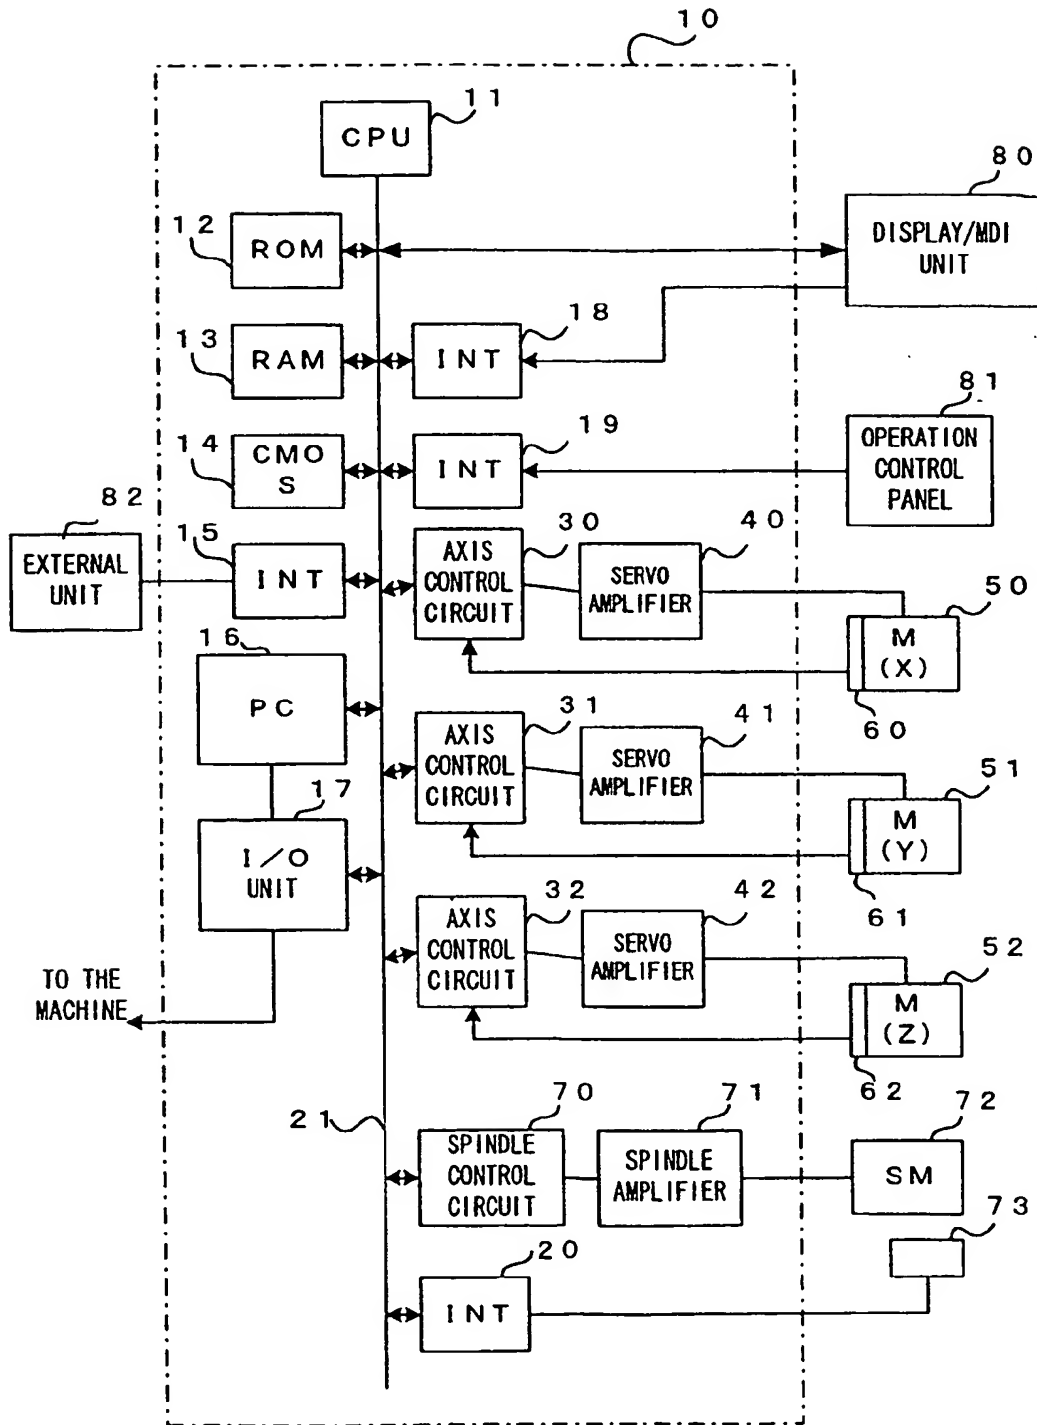 10
11
CPU
80
DISPLAY/MDI
UNIT
12
ROM
13
RAM
18
INT
81
OPERATION
CONTROL
PANEL
14
CMO
S
19
INT
82
EXTERNAL
UNIT
15
INT
30
AXIS
CONTROL
CIRCUIT
40
SERVO
AMPLIFIER
50
M
(X)
60
16
PC
31
AXIS
CONTROL
CIRCUIT
41
SERVO
AMPLIFIER
51
M
(Y)
61
17
I/O
UNIT
32
AXIS
CONTROL
CIRCUIT
42
SERVO
AMPLIFIER
52
M
(Z)
62
TO THE
MACHINE
21
70
SPINDLE
CONTROL
CIRCUIT
71
SPINDLE
AMPLIFIER
72
SM
73
20
INT